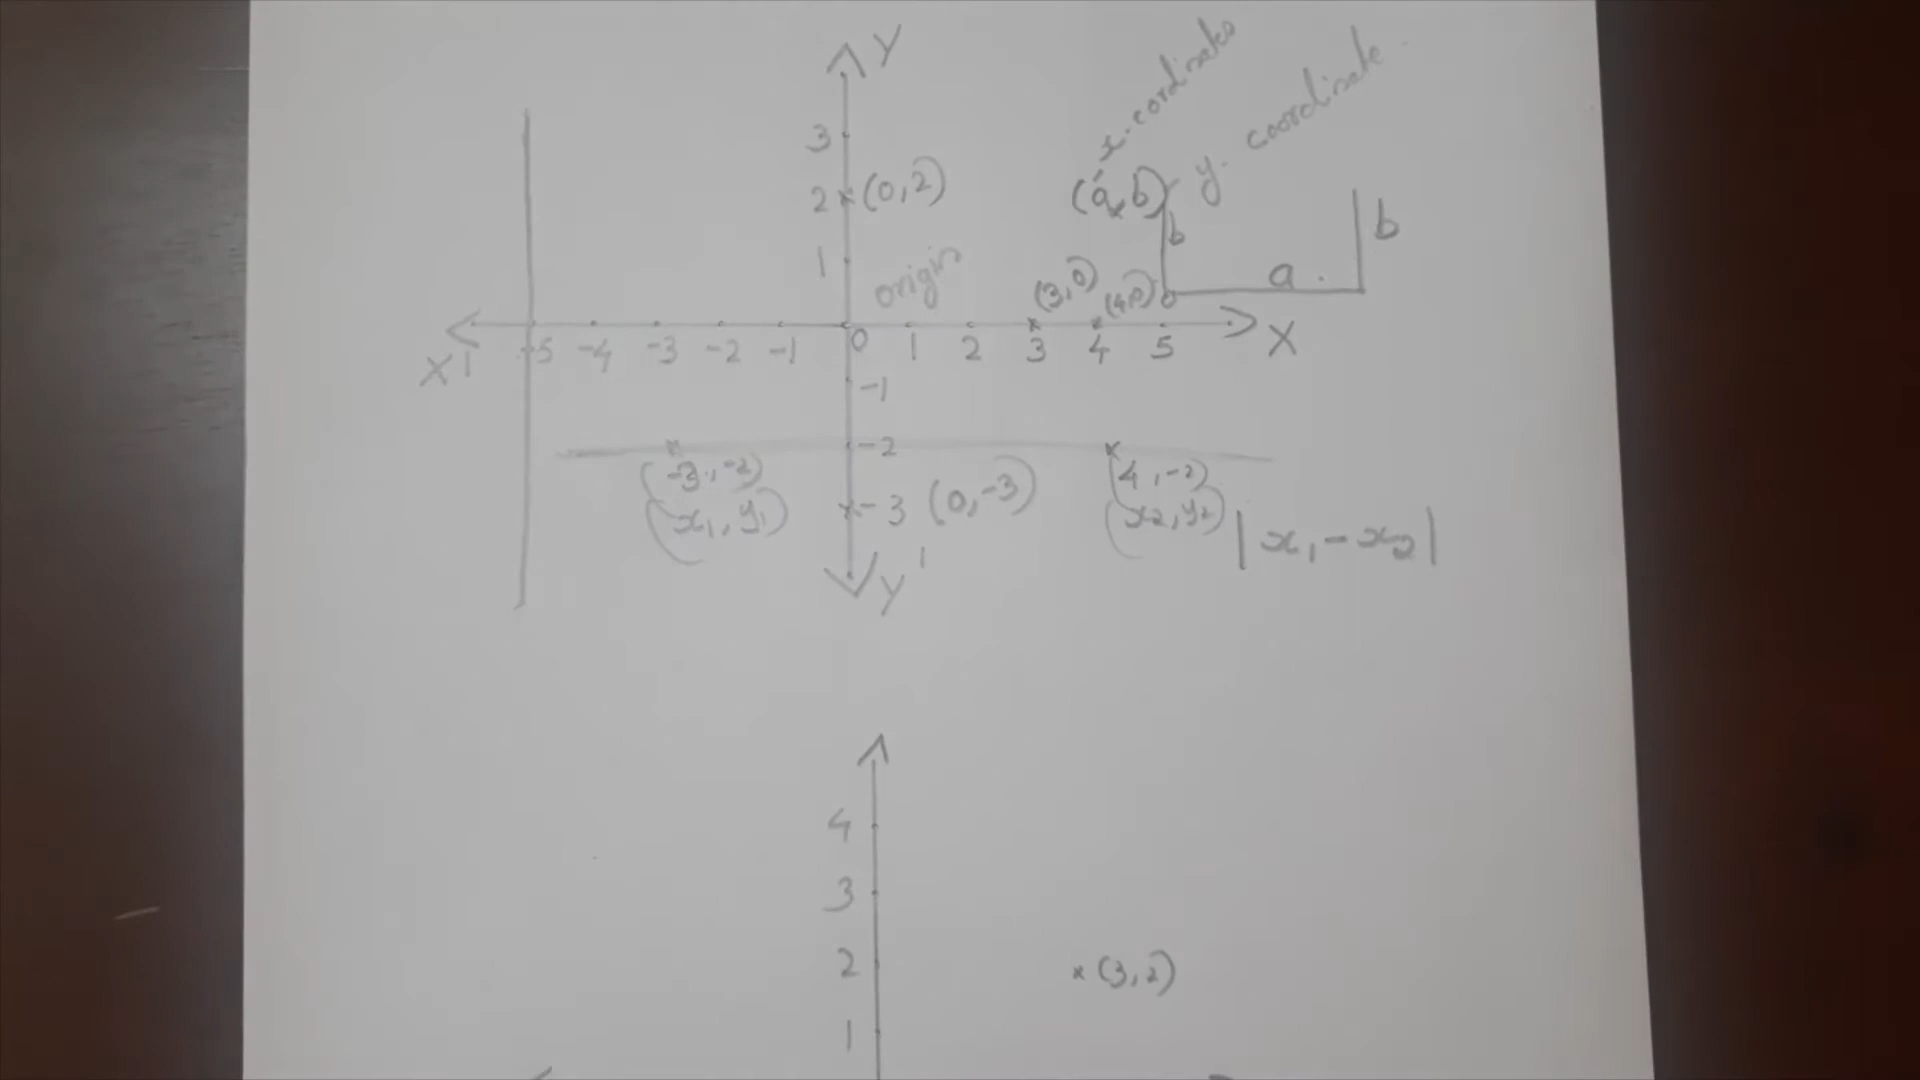 Y
x-cordinates
y. coordinate
3
2 (0,2)
(a,b)
b
b
1
origin
(3,0) (4,0) 0
a
X' -5 -4 -3 -2 -1 0 1 2 3 4 5 X
-1
-2
(-3,-2)
(4,-2)
(x1, y1)
-3 (0,-3)
(x2, y2)
|x1-x2|
Y'
4
3
2
(3,2)
1